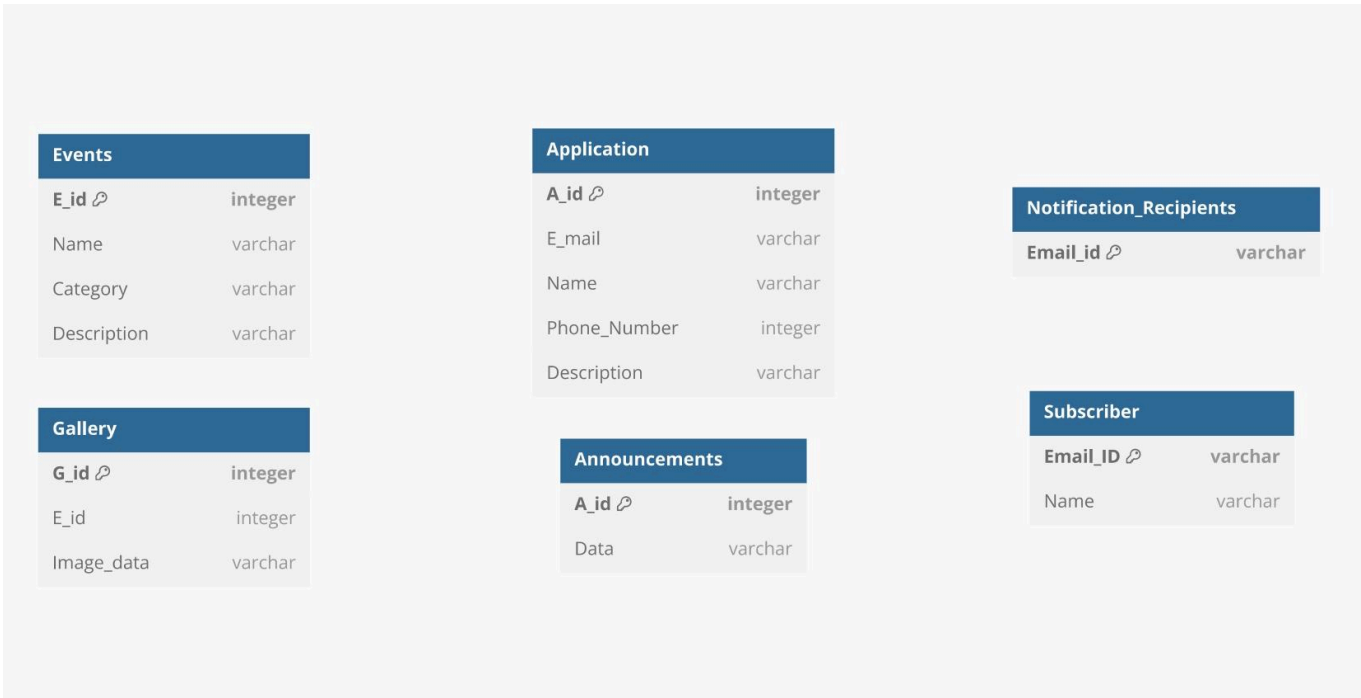 Events
E_id integer
Name varchar
Category varchar
Description varchar
Gallery
G_id integer
E_id integer
Image_data varchar
Application
A_id integer
E_mail varchar
Name varchar
Phone_Number integer
Description varchar
Announcements
A_id integer
Data varchar
Notification_Recipients
Email_id varchar
Subscriber
Email_ID varchar
Name varchar